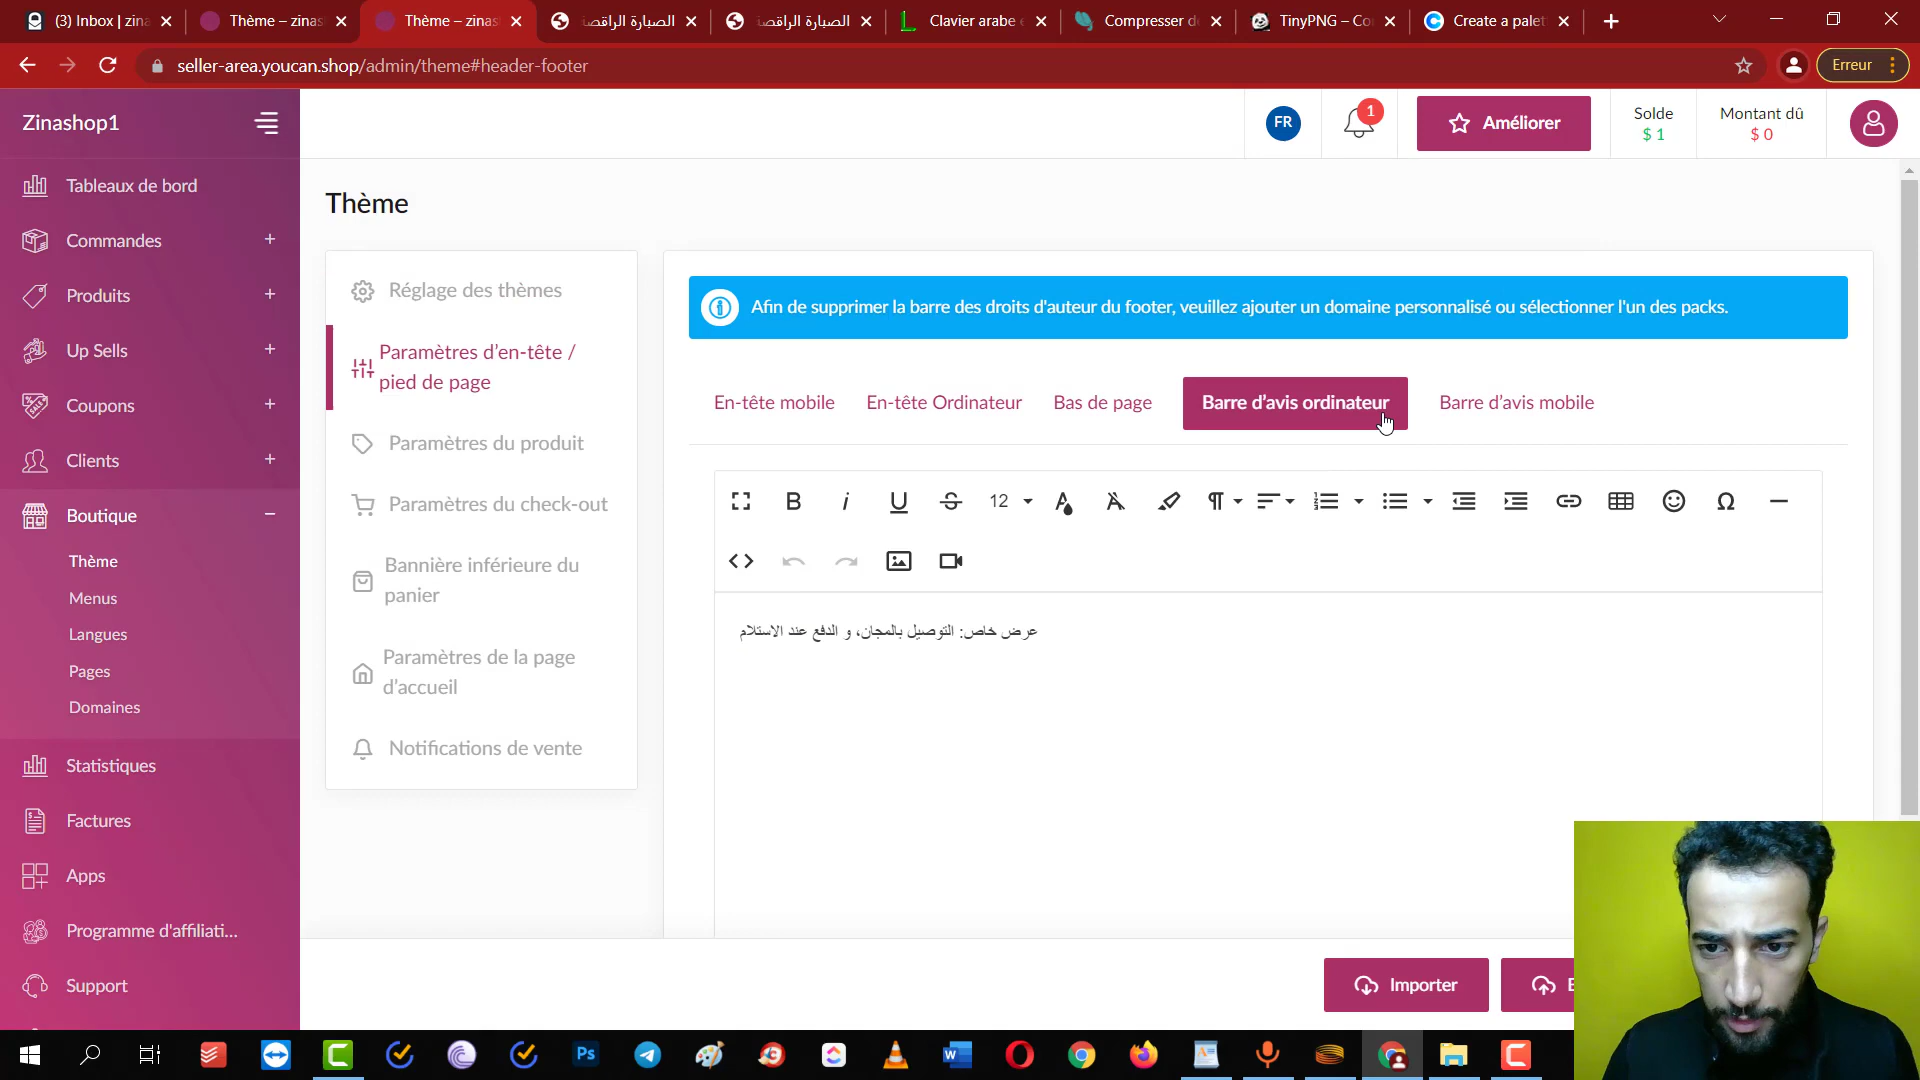 (3) Inbox | zina
Thème – zinas
Thème – zinas
الصبارة الراقصة
الصبارة الراقصة
Clavier arabe
Compresser d
TinyPNG – Co
Create a palet
seller-area.youcan.shop/admin/theme#header-footer
Erreur
Zinashop1
FR
1
Améliorer
Solde
$ 1
Montant dû
$ 0
Tableaux de bord
Commandes
Produits
Up Sells
Coupons
Clients
Boutique
Thème
Menus
Langues
Pages
Domaines
Statistiques
Factures
Apps
Programme d'affiliati...
Support
Thème
Réglage des thèmes
Paramètres d'en-tête /
pied de page
Paramètres du produit
Paramètres du check-out
Bannière inférieure du
panier
Paramètres de la page
d'accueil
Notifications de vente
Afin de supprimer la barre des droits d'auteur du footer, veuillez ajouter un domaine personnalisé ou sélectionner l'un des packs.
En-tête mobile
En-tête Ordinateur
Bas de page
Barre d'avis ordinateur
Barre d'avis mobile
12
عرض خاص: التوصيل بالمجان، و الدفع عند الاستلام
Importer